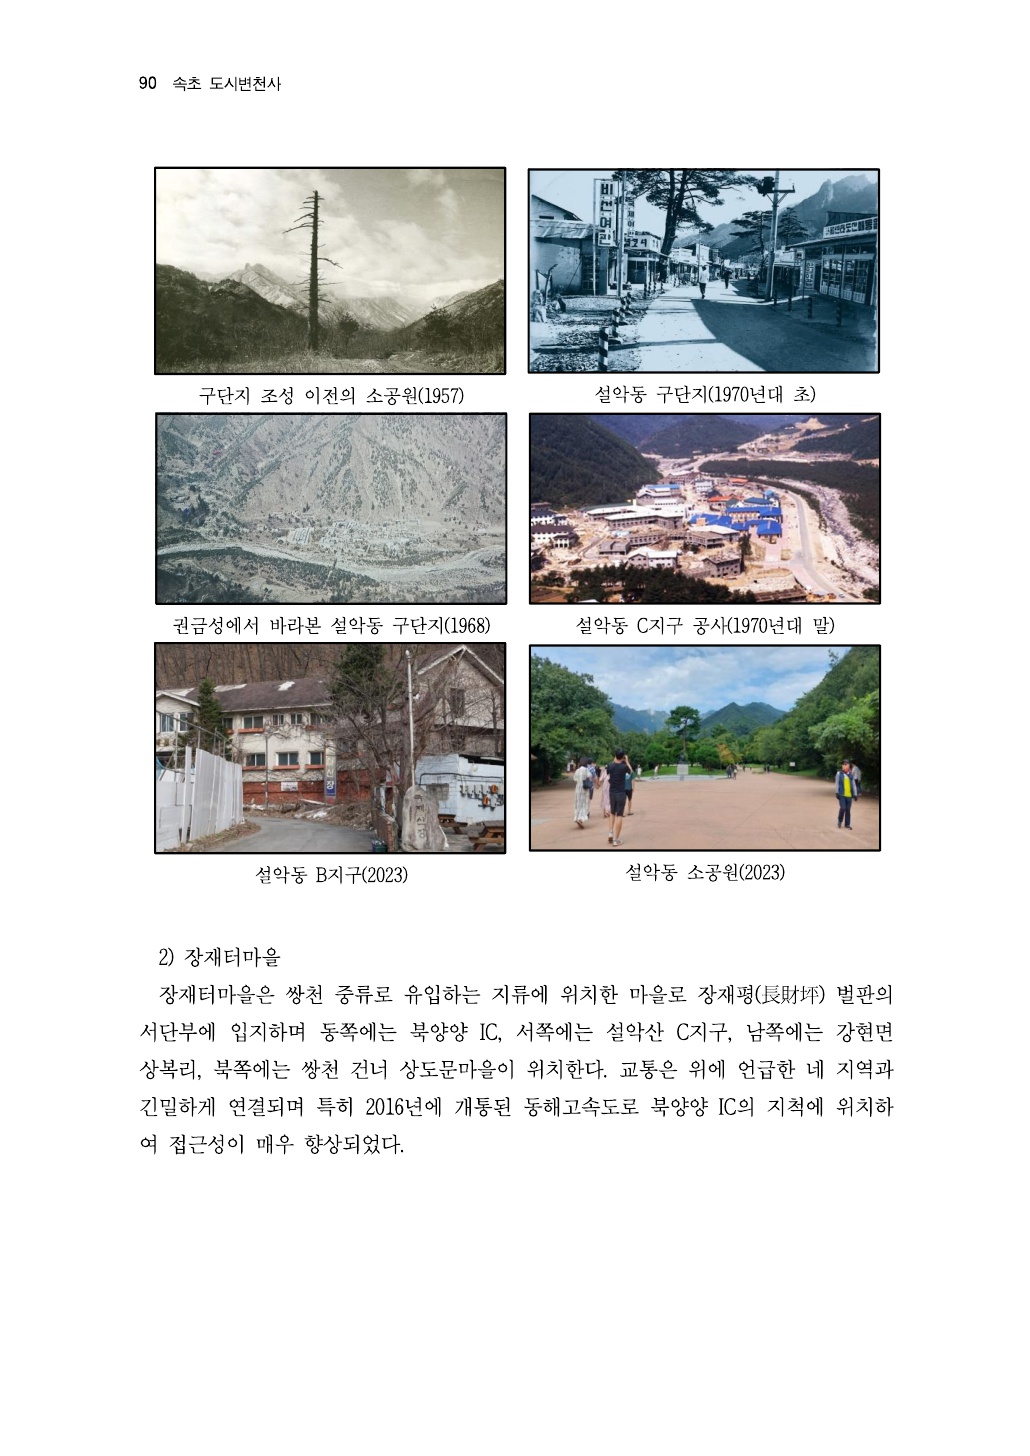 90 속초 도시변천사
비선여관
구단지 조성 이전의 소공원(1957)
설악동 구단지(1970년대 초)
권금성에서 바라본 설악동 구단지(1968)
설악동 C지구 공사(1970년대 말)
설악동 B지구(2023)
설악동 소공원(2023)
2) 장재터마을
장재터마을은 쌍천 중류로 유입하는 지류에 위치한 마을로 장재평(長財坪) 벌판의
서단부에 입지하며 동쪽에는 북양양 IC, 서쪽에는 설악산 C지구, 남쪽에는 강현면
상복리, 북쪽에는 쌍천 건너 상도문마을이 위치한다. 교통은 위에 언급한 네 지역과
긴밀하게 연결되며 특히 2016년에 개통된 동해고속도로 북양양 IC의 지척에 위치하
여 접근성이 매우 향상되었다.